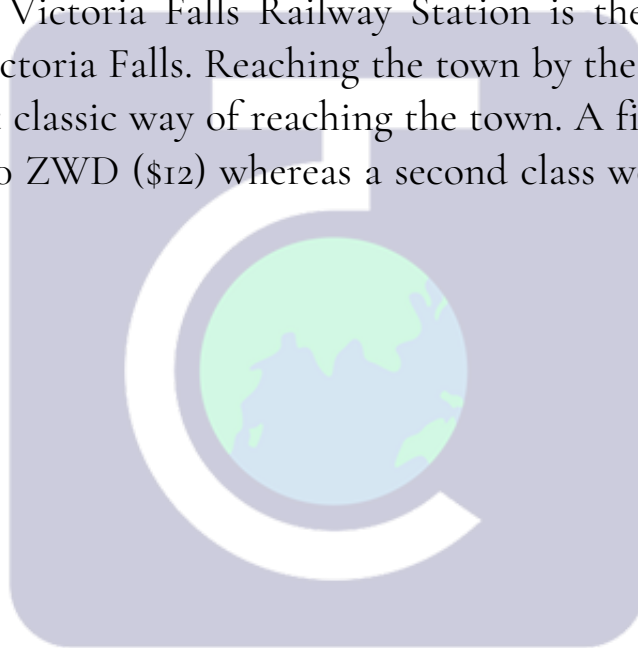 Victoria Falls Railway Station is the
ctoria Falls. Reaching the town by the
classic way of reaching the town. A fi
o ZWD ($12) whereas a second class w